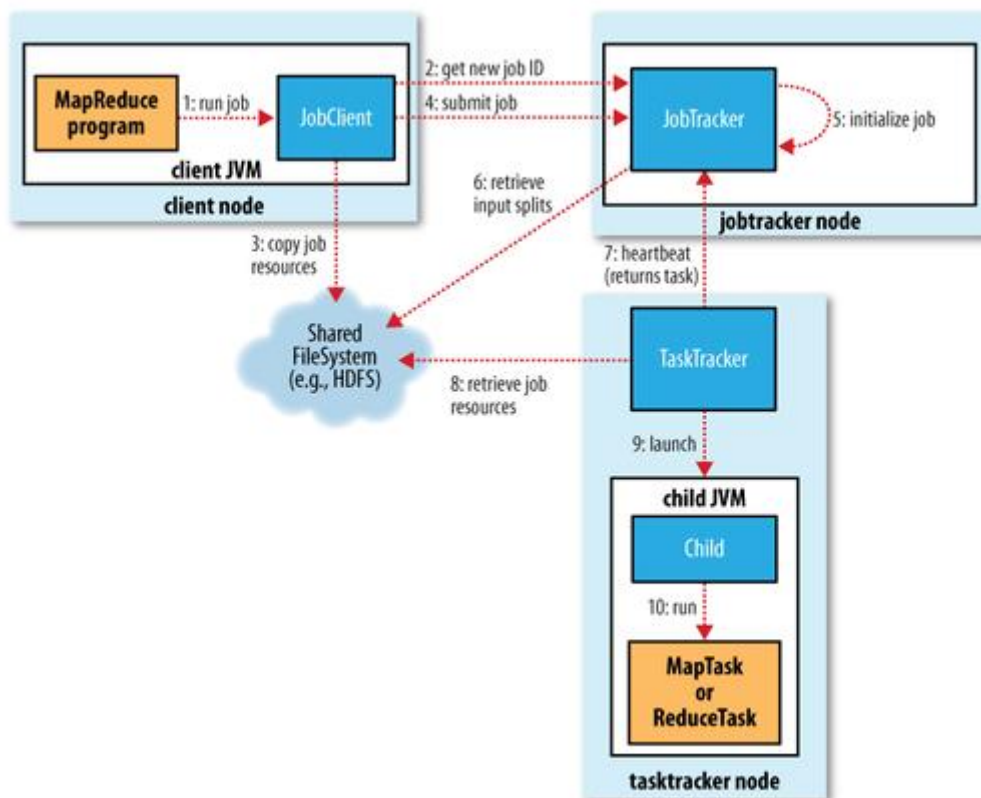 MapReduce
program
1: run job
JobClient
client JVM
client node
2: get new job ID
4: submit job
JobTracker
5: initialize job
jobtracker node
3: copy job
resources
6: retrieve
input splits
7: heartbeat
(returns task)
Shared
FileSystem
(e.g., HDFS)
8: retrieve job
resources
TaskTracker
9: launch
child JVM
Child
10: run
MapTask
or
ReduceTask
tasktracker node